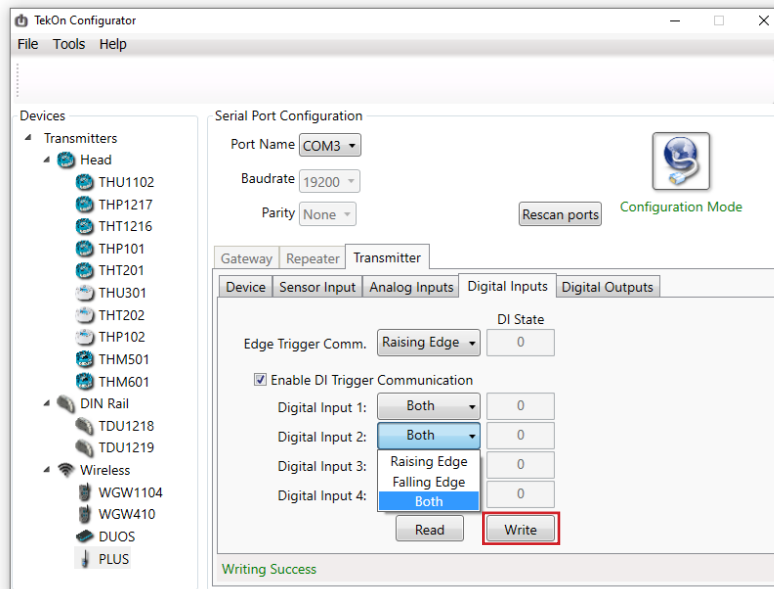 TekOn Configurator
File Tools Help
Devices
Transmitters
Head
THU1102
THP1217
THT1216
THP101
THT201
THU301
THT202
THP102
THM501
THM601
DIN Rail
TDU1218
TDU1219
Wireless
WGW1104
WGW410
DUOS
PLUS
Serial Port Configuration
Port Name COM3
Baudrate 19200
Parity None
Rescan ports
Configuration Mode
Gateway Repeater Transmitter
Device Sensor Input Analog Inputs Digital Inputs Digital Outputs
DI State
Edge Trigger Comm. Raising Edge 0
Enable DI Trigger Communication
Digital Input 1: Both 0
Digital Input 2: Both 0
Digital Input 3: 0
Digital Input 4: 0
Raising Edge
Falling Edge
Both
Read Write
Writing Success